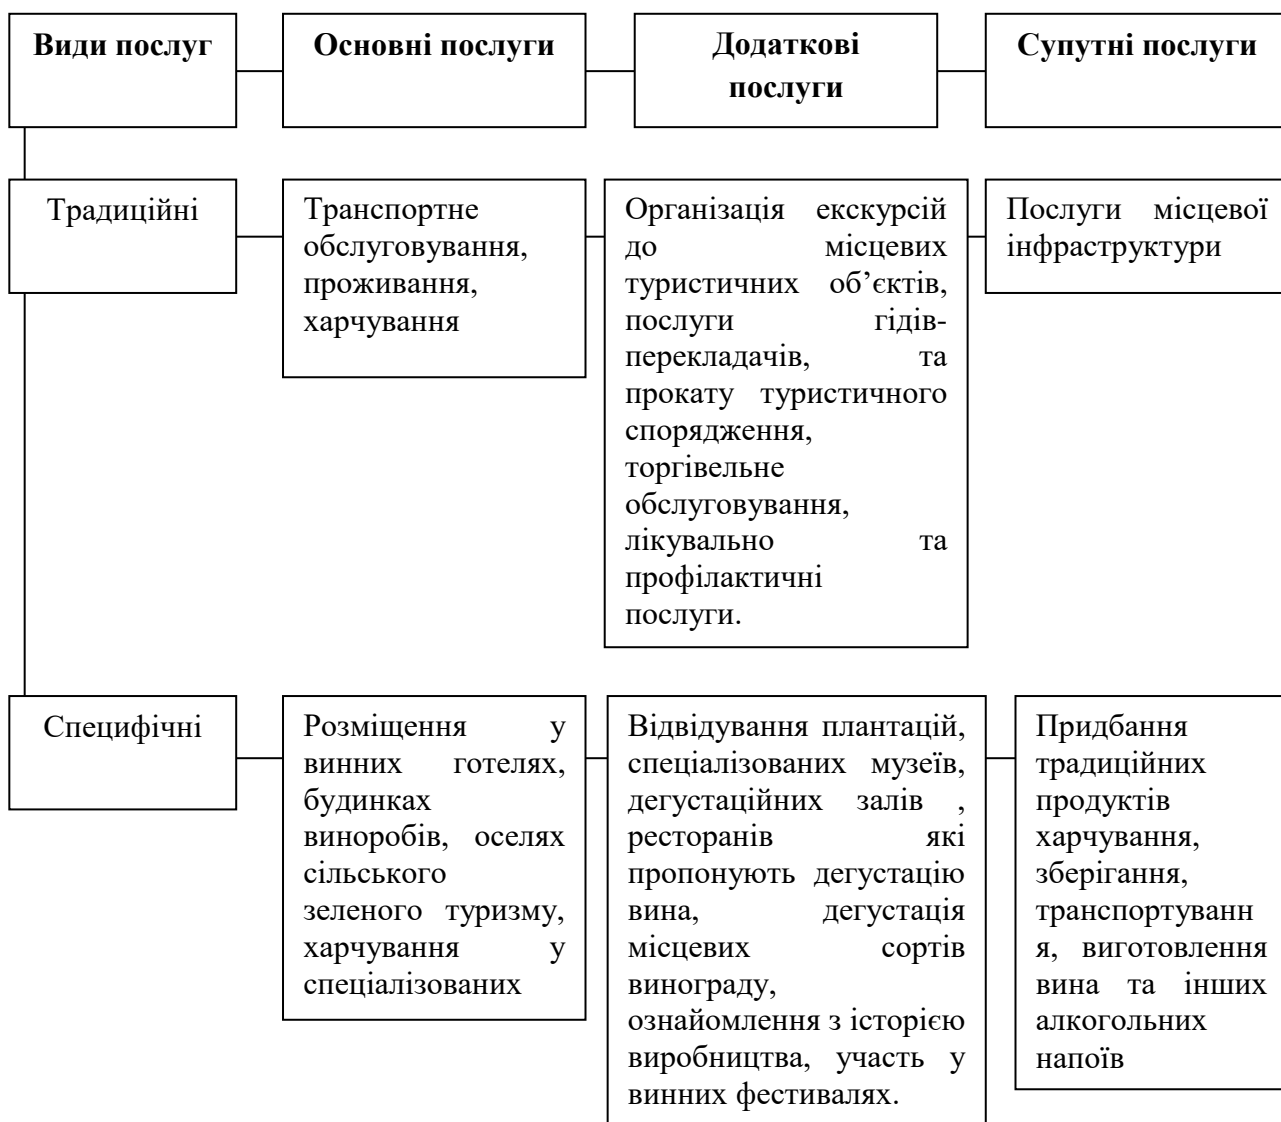 Види послуг
Основні послуги
Додаткові
послуги
Супутні послуги
Традиційні
Транспортне
обслуговування,
проживання,
харчування
Організація екскурсій
до місцевих
туристичних об’єктів,
послуги гідів-
перекладачів, та
прокату туристичного
спорядження,
торгівельне
обслуговування,
лікувально та
профілактичні
послуги.
Послуги місцевої
інфраструктури
Специфічні
Розміщення у
винних готелях,
будинках
виноробів, оселях
сільського
зеленого туризму,
харчування у
спеціалізованих
Відвідування плантацій,
спеціалізованих музеїв,
дегустаційних залів ,
ресторанів які
пропонують дегустацію
вина, дегустація
місцевих сортів
винограду,
ознайомлення з історією
виробництва, участь у
винних фестивалях.
Придбання
традиційних
продуктів
харчування,
зберігання,
транспортуванн
я, виготовлення
вина та інших
алкогольних
напоїв